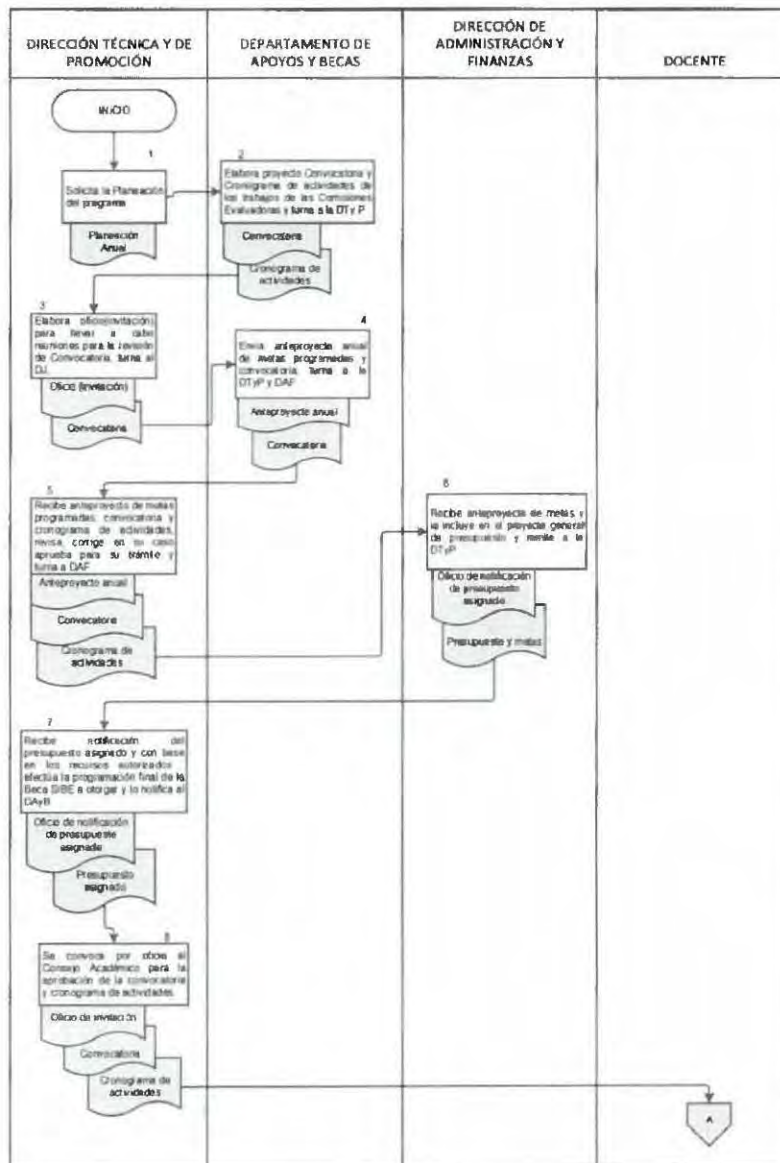 DIRECCIÓN TÉCNICA Y DE
PROMOCIÓN
DEPARTAMENTO DE
APOYOS Y BECAS
DIRECCIÓN DE
ADMINISTRACIÓN Y
FINANZAS
DOCENTE
INICIO
1
Solicita la Planeación
del programa
Planeación
Anual
2
Elabora proyecto Convocatoria y
Cronograma de actividades de
los trabajos de las Comisiones
Evaluadoras y turna a la DTy P
Convocatoria
Cronograma de
actividades
3
Elabora oficio(invitación)
para llevar a cabo
reuniones para la revisión
de Convocatoria, turna al
DJ.
Oficio (invitación)
Convocatoria
4
Envía anteproyecto anual
de metas programadas y
convocatoria, turna a la
DTyP y DAF
Anteproyecto anual
Convocatoria
5
Recibe anteproyecto de metas
programadas, convocatoria y
cronograma de actividades,
revisa, corrige en su caso
aprueba para su trámite y
turna a DAF
Anteproyecto anual
Convocatoria
Cronograma de
actividades
6
Recibe anteproyecto de metas y
lo incluye en el proyecto general
de presupuesto y remite a la
DTyP
Oficio de notificación
de presupuesto
asignado
Presupuesto y metas
7
Recibe notificación del
presupuesto asignado y con base
en los recursos autorizados
efectúa la programación final de la
Beca SIBE a otorgar y lo notifica al
DAyB
Oficio de notificación
de presupuesto
asignado
Presupuesto
asignado
8
Se convoca por oficio al
Consejo Académico para la
aprobación de la convocatoria
y cronograma de actividades
Oficio de invitación
Convocatoria
Cronograma de
actividades
A